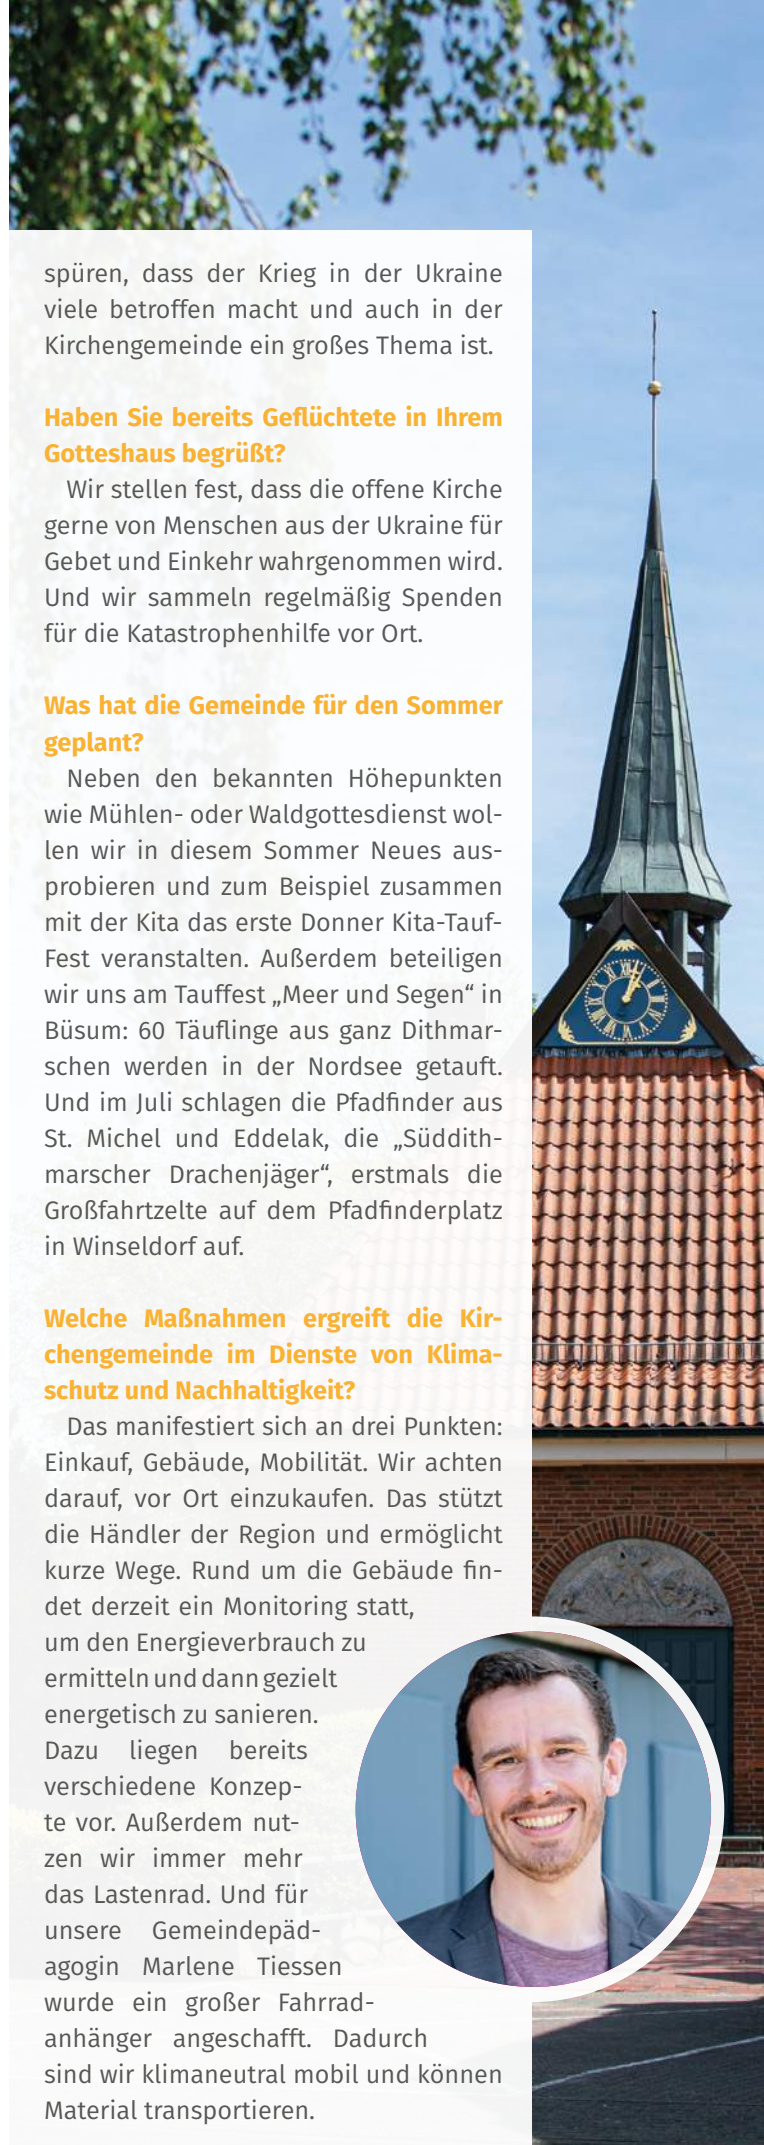 spüren, dass der Krieg in der Ukraine
viele betroffen macht und auch in der
Kirchengemeinde ein großes Thema ist.
Haben Sie bereits Geflüchtete in Ihrem
Gotteshaus begrüßt?
Wir stellen fest, dass die offene Kirche
gerne von Menschen aus der Ukraine für
Gebet und Einkehr wahrgenommen wird.
Und wir sammeln regelmäßig Spenden
für die Katastrophenhilfe vor Ort.
Was hat die Gemeinde für den Sommer
geplant?
Neben den bekannten Höhepunkten
wie Mühlen- oder Waldgottesdienst wol-
len wir in diesem Sommer Neues aus-
probieren und zum Beispiel zusammen
mit der Kita das erste Donner Kita-Tauf-
Fest veranstalten. Außerdem beteiligen
wir uns am Tauffest „Meer und Segen“ in
Büsum: 60 Täuflinge aus ganz Dithmar-
schen werden in der Nordsee getauft.
Und im Juli schlagen die Pfadfinder aus
St. Michel und Eddelak, die „Süddith-
marscher Drachenjäger“, erstmals die
Großfahrtzelte auf dem Pfadfinderplatz
in Winseldorf auf.
Welche Maßnahmen ergreift die Kir-
chengemeinde im Dienste von Klima-
schutz und Nachhaltigkeit?
Das manifestiert sich an drei Punkten:
Einkauf, Gebäude, Mobilität. Wir achten
darauf, vor Ort einzukaufen. Das stützt
die Händler der Region und ermöglicht
kurze Wege. Rund um die Gebäude fin-
det derzeit ein Monitoring statt,
um den Energieverbrauch zu
ermitteln und dann gezielt
energetisch zu sanieren.
Dazu liegen bereits
verschiedene Konzep-
te vor. Außerdem nut-
zen wir immer mehr
das Lastenrad. Und für
unsere Gemeindepäd-
agogin Marlene Tiessen
wurde ein großer Fahrrad-
anhänger angeschafft. Dadurch
sind wir klimaneutral mobil und können
Material transportieren.